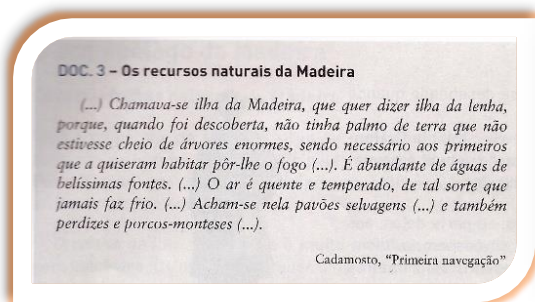 DOC. 3 – Os recursos naturais da Madeira
(...) Chamava-se ilha da Madeira, que quer dizer ilha da lenha,
porque, quando foi descoberta, não tinha palmo de terra que não
estivesse cheio de árvores enormes, sendo necessário aos primeiros
que a quiseram habitar pôr-lhe o fogo (...). É abundante de águas de
belíssimas fontes. (...) O ar é quente e temperado, de tal sorte que
jamais faz frio. (...) Acham-se nela pavões selvagens (...) e também
perdizes e porcos-monteses (...).
Cadamosto, “Primeira navegação”